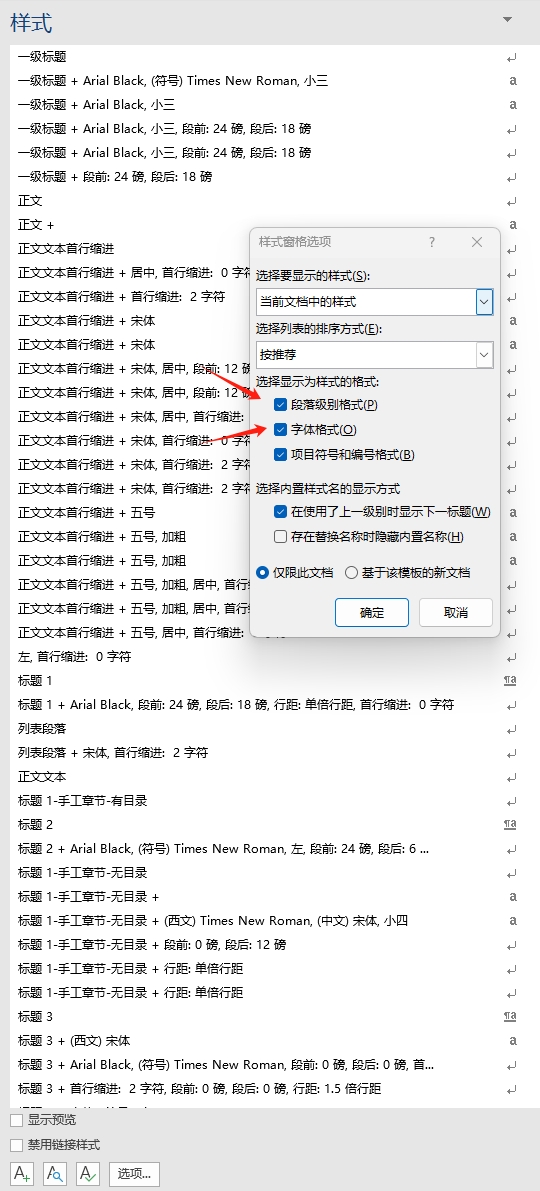 样式
一级标题
一级标题 + Arial Black, (符号) Times New Roman, 小三
一级标题 + Arial Black, 小三
一级标题 + Arial Black, 小三, 段前: 24 磅, 段后: 18 磅
一级标题 + Arial Black, 小三, 段前: 24 磅, 段后: 18 磅
一级标题 + 段前: 24 磅, 段后: 18 磅
正文
正文 +
正文文本首行缩进
正文文本首行缩进 + 居中, 首行缩进: 0 字符
正文文本首行缩进 + 首行缩进: 2 字符
正文文本首行缩进 + 宋体
正文文本首行缩进 + 宋体
正文文本首行缩进 + 宋体, 居中, 段前: 12 磅
正文文本首行缩进 + 宋体, 居中, 段前: 12 磅
正文文本首行缩进 + 宋体, 居中, 首行缩进:
正文文本首行缩进 + 宋体, 首行缩进: 0 字符
正文文本首行缩进 + 宋体, 首行缩进: 2 字符
正文文本首行缩进 + 宋体, 首行缩进: 2 字符
正文文本首行缩进 + 五号
正文文本首行缩进 + 五号, 加粗
正文文本首行缩进 + 五号, 加粗
正文文本首行缩进 + 五号, 加粗, 居中, 首行
正文文本首行缩进 + 五号, 加粗, 居中, 首行
正文文本首行缩进 + 五号, 居中, 首行缩进:
左, 首行缩进: 0 字符
标题 1
标题 1 + Arial Black, 段前: 24 磅, 段后: 18 磅, 行距: 单倍行距, 首行缩进: 0 字符
列表段落
列表段落 + 宋体, 首行缩进: 2 字符
正文文本
标题 1-手工章节-有目录
标题 2
标题 2 + Arial Black, (符号) Times New Roman, 左, 段前: 24 磅, 段后: 6 ...
标题 1-手工章节-无目录
标题 1-手工章节-无目录 +
标题 1-手工章节-无目录 + (西文) Times New Roman, (中文) 宋体, 小四
标题 1-手工章节-无目录 + 段前: 0 磅, 段后: 12 磅
标题 1-手工章节-无目录 + 行距: 单倍行距
标题 1-手工章节-无目录 + 行距: 单倍行距
标题 3
标题 3 + (西文) 宋体
标题 3 + Arial Black, (符号) Times New Roman, 段前: 0 磅, 段后: 0 磅, 首...
标题 3 + 首行缩进: 2 字符, 段前: 0 磅, 段后: 0 磅, 行距: 1.5 倍行距
显示预览
禁用链接样式
选项...
样式窗格选项
选择要显示的样式(S):
当前文档中的样式
选择列表的排序方式(E):
按推荐
选择显示为样式的格式:
段落级别格式(P)
字体格式(O)
项目符号和编号格式(B)
选择内置样式名的显示方式
在使用了上一级别时显示下一标题(W)
存在替换名称时隐藏内置名称(H)
仅限此文档 基于该模板的新文档
确定 取消